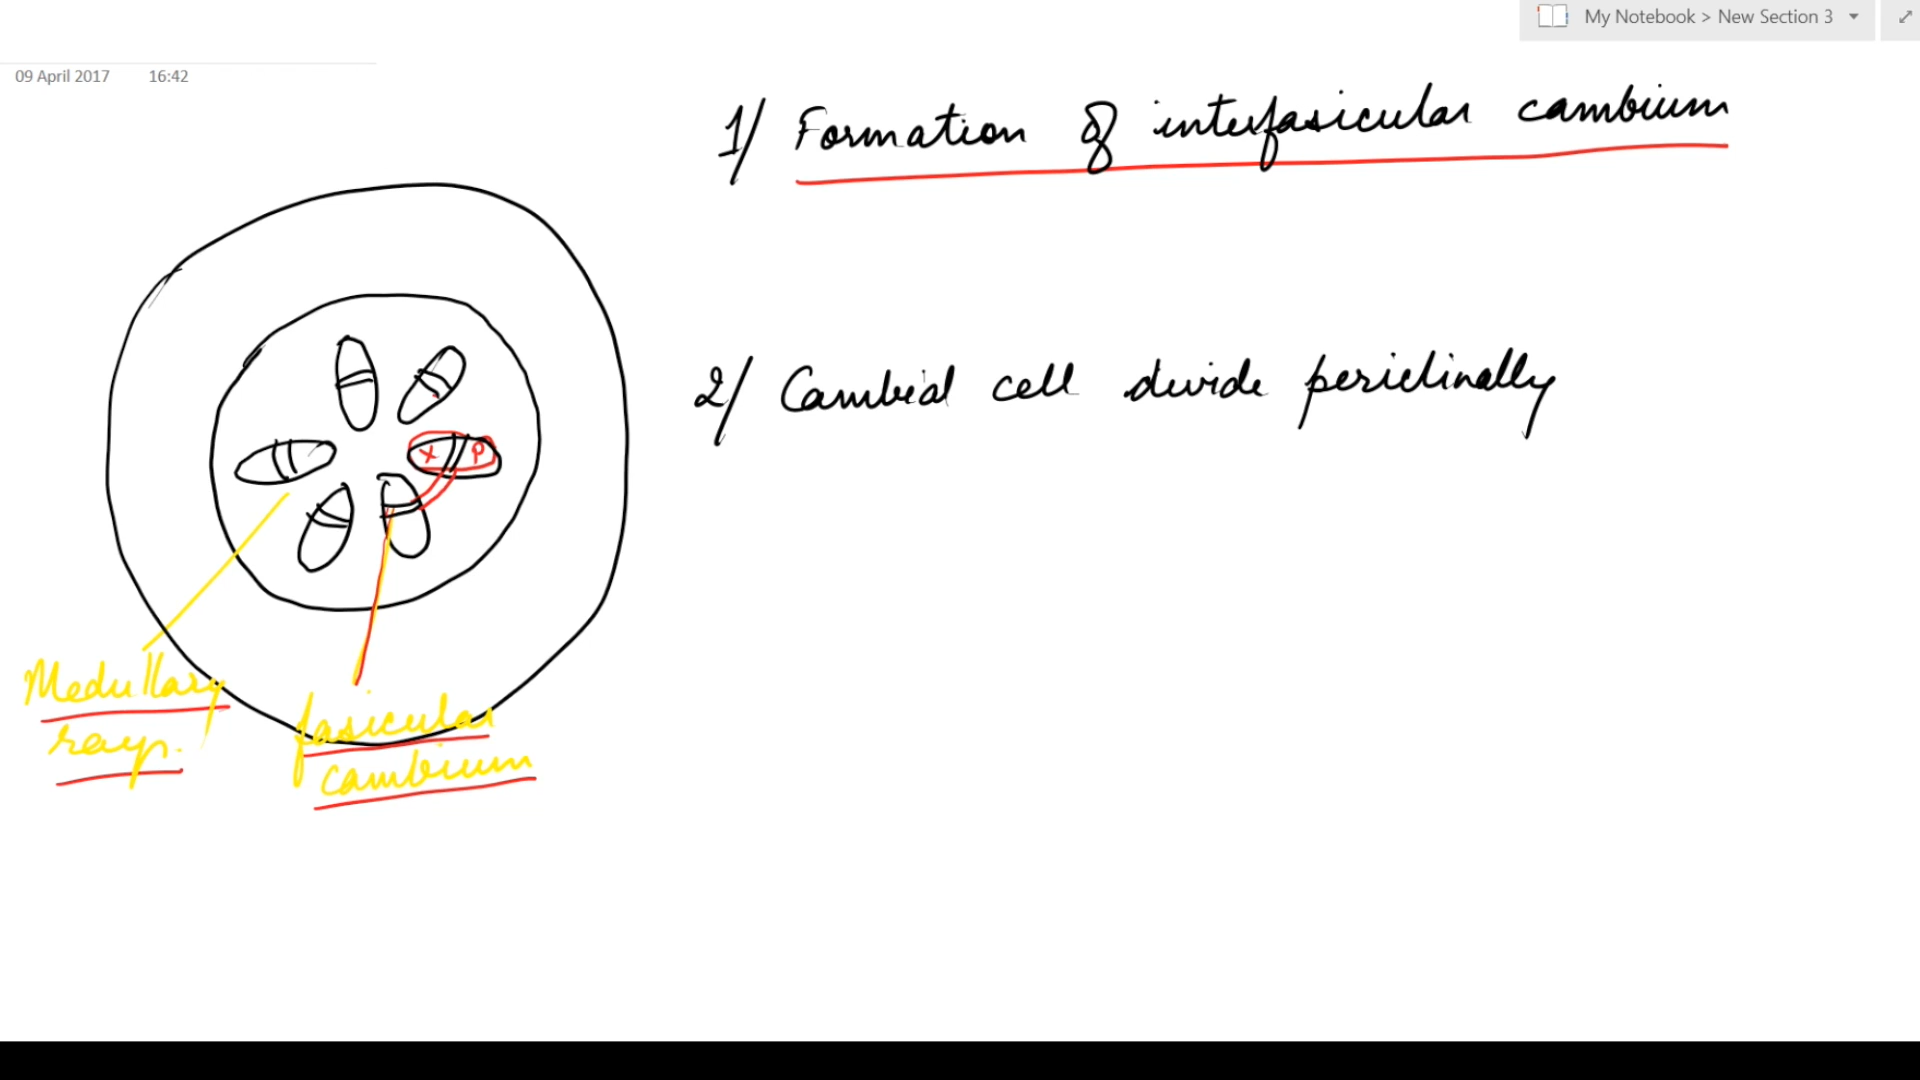 My Notebook > New Section 3
09 April 2017 16:42
1/ Formation of interfasicular cambium
2/ Cambial cell divide periclinally
X P
Medullary
rays.
fasicular
cambium